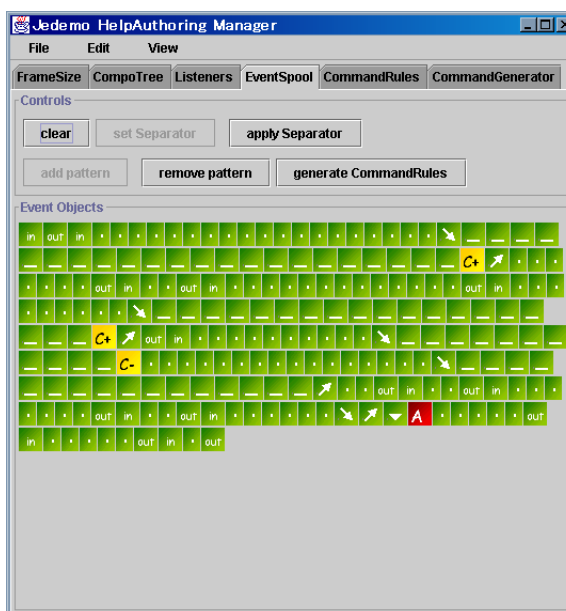 Jedemo HelpAuthoring Manager
File Edit View
FrameSize CompoTree Listeners EventSpool CommandRules CommandGenerator
Controls
clear set Separator apply Separator
add pattern remove pattern generate CommandRules
Event Objects
in out in
C+
out in out in out in
C+ out in
C-
out in out in
out in out in A out
in out in out